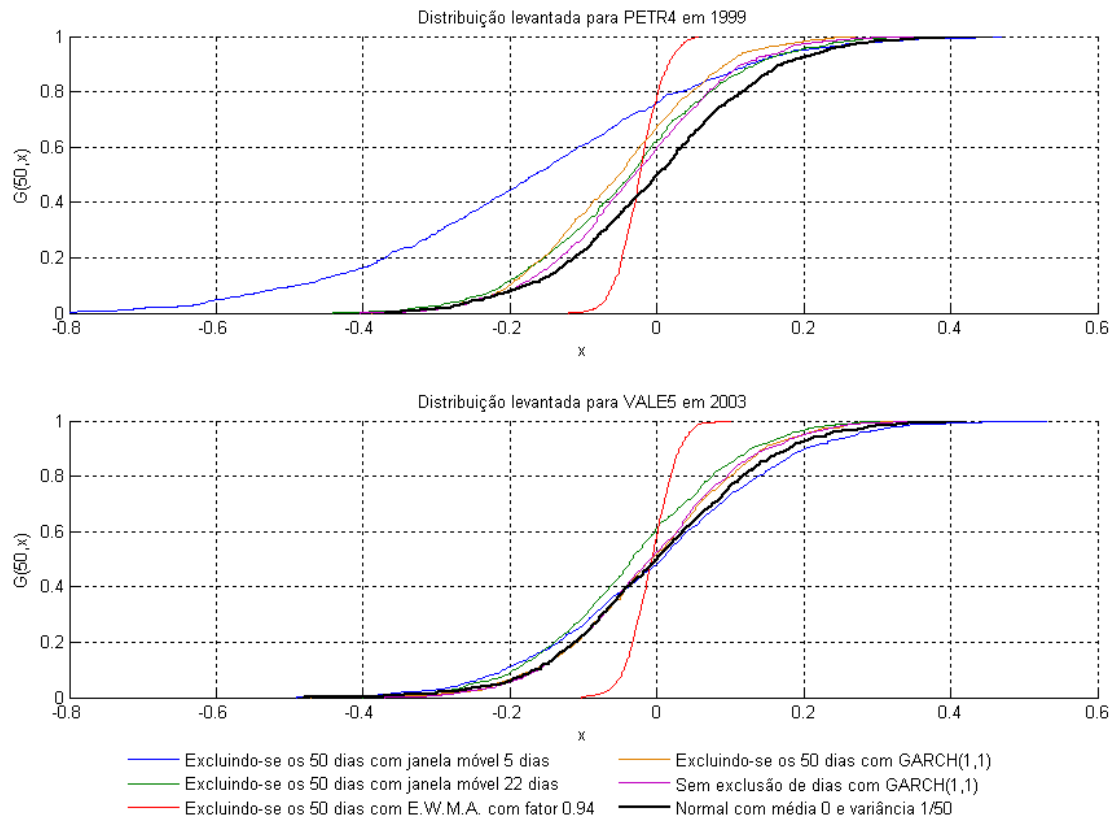 Distribuição levantada para PETR4 em 1999
G(50,x)
1
0.8
0.6
0.4
0.2
0
-0.8
-0.6
-0.4
-0.2
0
0.2
0.4
0.6
x
Distribuição levantada para VALE5 em 2003
G(50,x)
1
0.8
0.6
0.4
0.2
0
-0.8
-0.6
-0.4
-0.2
0
0.2
0.4
0.6
x
Excluindo-se os 50 dias com janela móvel 5 dias
Excluindo-se os 50 dias com janela móvel 22 dias
Excluindo-se os 50 dias com E.W.M.A. com fator 0.94
Excluindo-se os 50 dias com GARCH(1,1)
Sem exclusão de dias com GARCH(1,1)
Normal com média 0 e variância 1/50